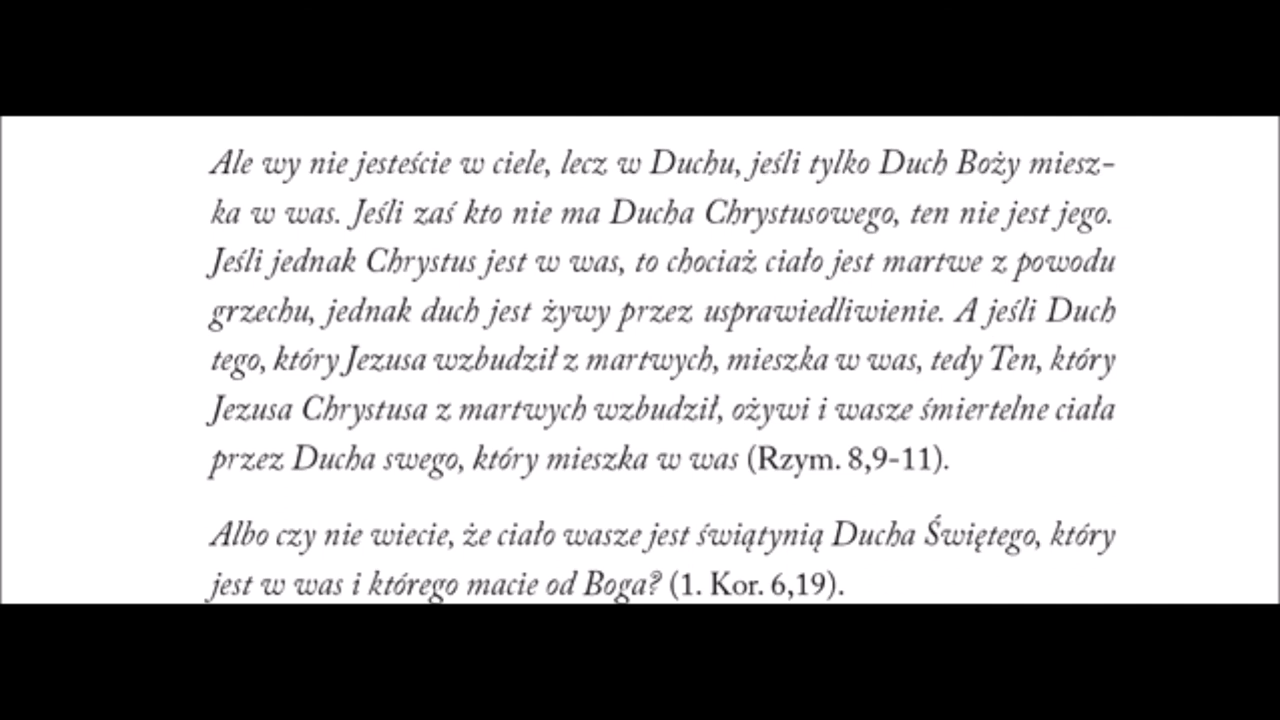 Ale wy nie jesteście w ciele, lecz w Duchu, jeśli tylko Duch Boży miesz-
ka w was. Jeśli zaś kto nie ma Ducha Chrystusowego, ten nie jest jego.
Jeśli jednak Chrystus jest w was, to chociaż ciało jest martwe z powodu
grzechu, jednak duch jest żywy przez usprawiedliwienie. A jeśli Duch
tego, który Jezusa wzbudził z martwych, mieszka w was, tedy Ten, który
Jezusa Chrystusa z martwych wzbudził, ożywi i wasze śmiertelne ciała
przez Ducha swego, który mieszka w was (Rzym. 8,9-11).
Albo czy nie wiecie, że ciało wasze jest świątynią Ducha Świętego, który
jest w was i którego macie od Boga? (1. Kor. 6,19).